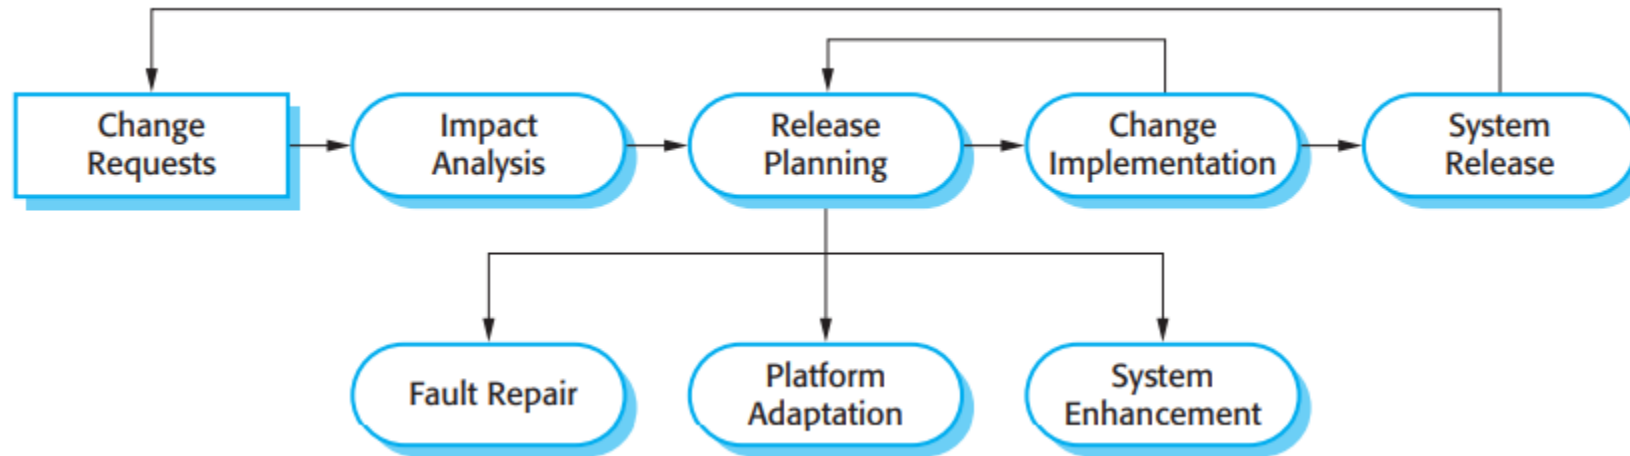 Change
Requests
Impact
Analysis
Release
Planning
Change
Implementation
System
Release
Fault Repair
Platform
Adaptation
System
Enhancement